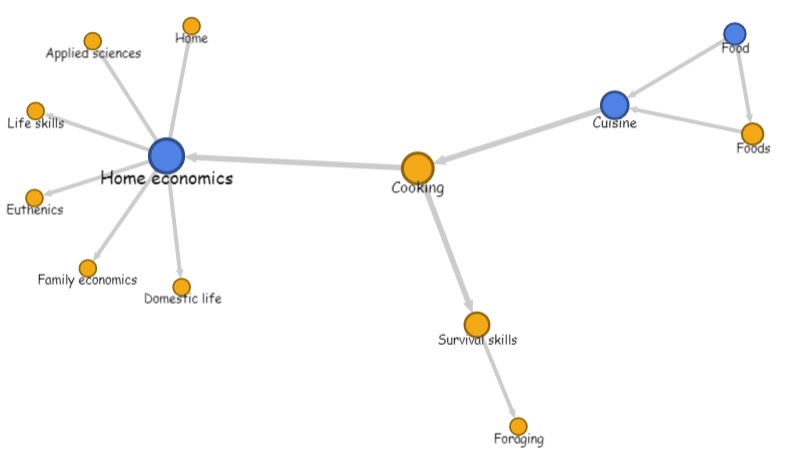 Home
Applied sciences
Food
Life skills
Cuisine
Foods
Home economics
Cooking
Euthenics
Family economics
Domestic life
Survival skills
Foraging